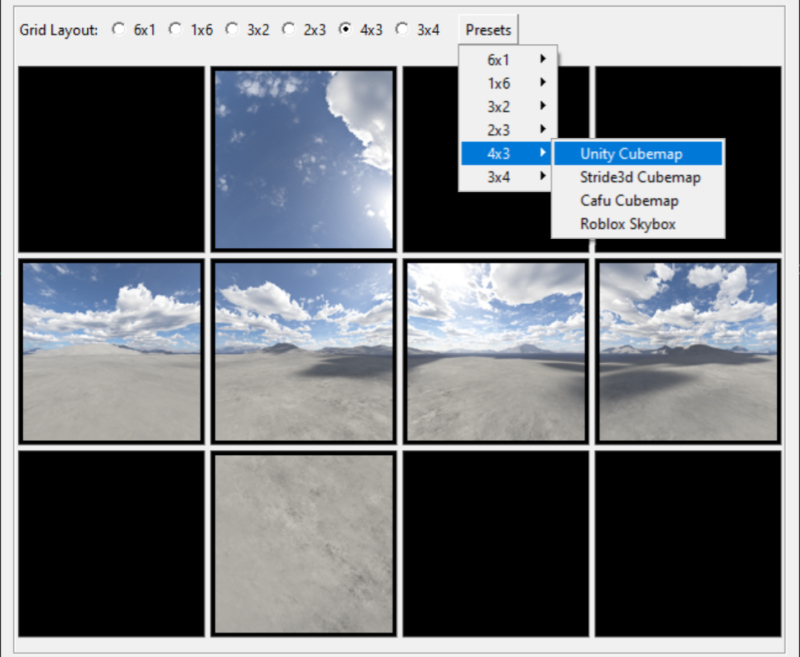 Grid Layout: 6x1 1x6 3x2 2x3 4x3 3x4 Presets
6x1
1x6
3x2
2x3
4x3
3x4
Unity Cubemap
Stride3d Cubemap
Cafu Cubemap
Roblox Skybox